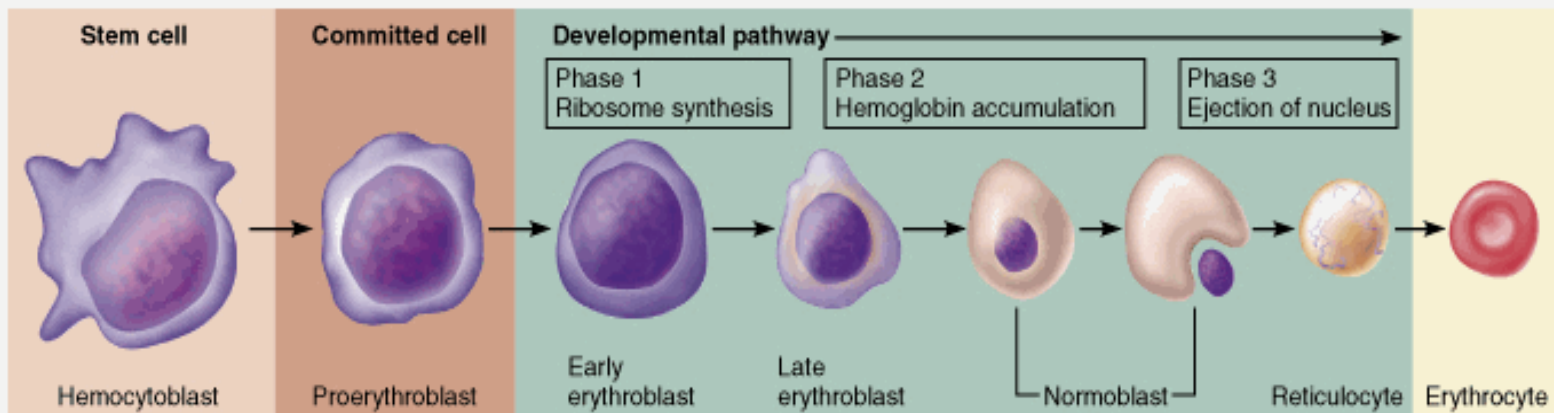 Stem cell
Committed cell
Developmental pathway
Phase 1
Ribosome synthesis
Phase 2
Hemoglobin accumulation
Phase 3
Ejection of nucleus
Hemocytoblast
Proerythroblast
Early
erythroblast
Late
erythroblast
Normoblast
Reticulocyte
Erythrocyte